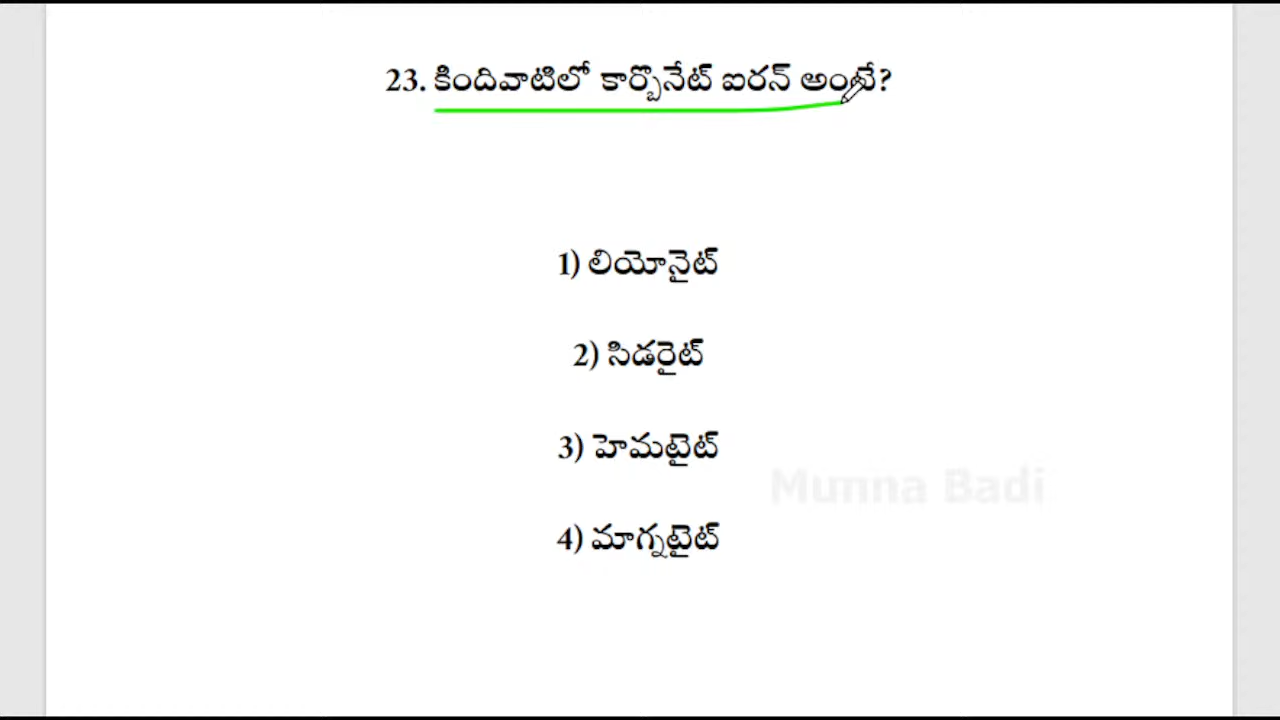 23. కిందివాటిలో కార్బొనేట్ ఐరన్ అంటే?
1) లియోనైట్
2) సిడరైట్
3) హెమటైట్
Munna Badi
4) మాగ్నటైట్